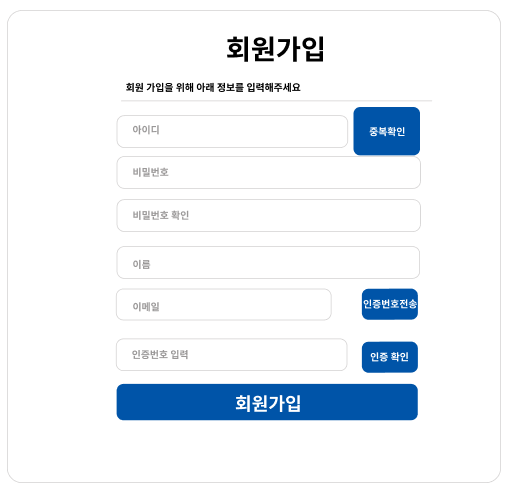 회원가입
회원 가입을 위해 아래 정보를 입력해주세요
아이디
중복확인
비밀번호
비밀번호 확인
이름
이메일
인증번호전송
인증번호 입력
인증 확인
회원가입